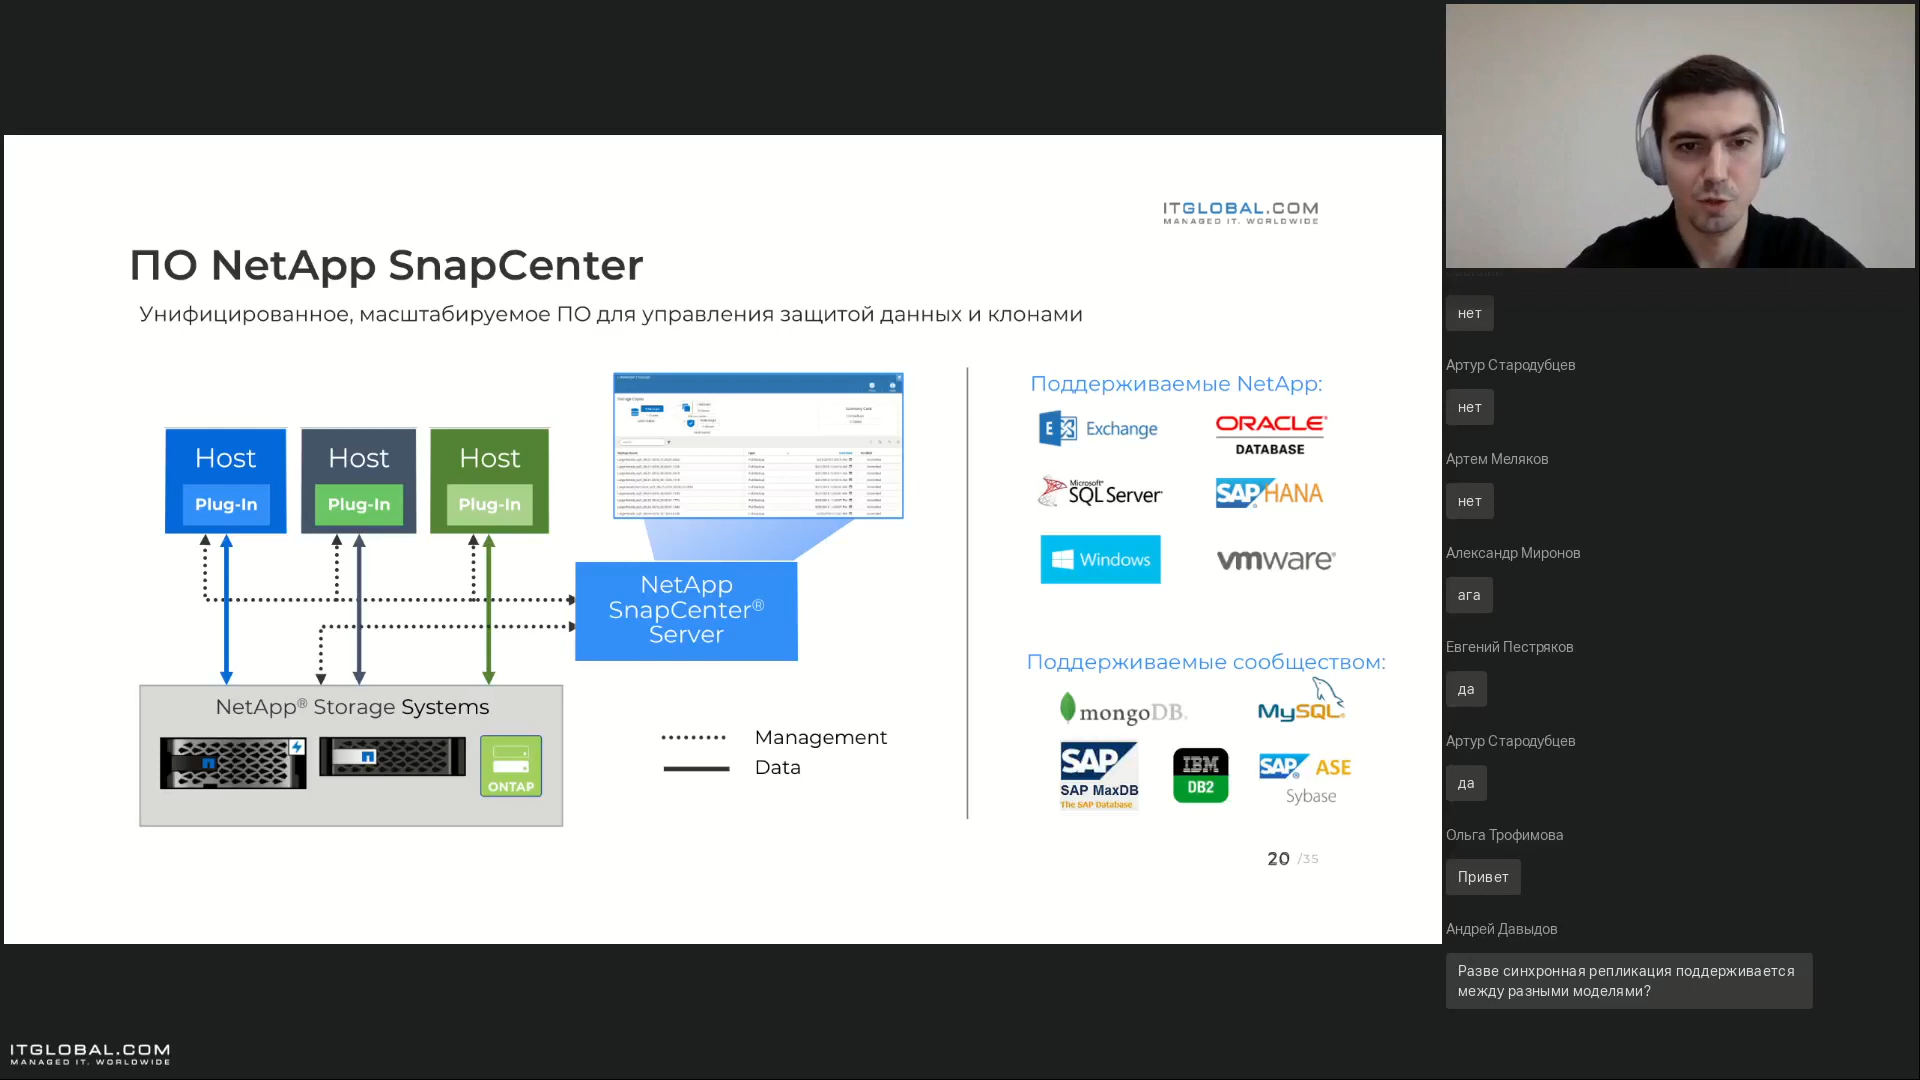 ITGLOBAL.COM
MANAGED IT. WORLDWIDE
ПО NetApp SnapCenter
Унифицированное, масштабируемое ПО для управления защитой данных и клонами
Host
Plug-In
Host
Plug-In
Host
Plug-In
NetApp
SnapCenter®
Server
NetApp® Storage Systems
ONTAP
Management
Data
Поддерживаемые NetApp:
Exchange
ORACLE
DATABASE
Microsoft®
SQL Server
SAP HANA
Windows
vmware®
Поддерживаемые сообществом:
mongoDB.
MySQL®
SAP
SAP MaxDB
The SAP Database
IBM
DB2
SAP® ASE
Sybase
20 /35
нет
Артур Стародубцев
нет
Артем Меляков
нет
Александр Миронов
ага
Евгений Пестряков
да
Артур Стародубцев
да
Ольга Трофимова
Привет
Андрей Давыдов
Разве синхронная репликация поддерживается
между разными моделями?
ITGLOBAL.COM
MANAGED IT. WORLDWIDE